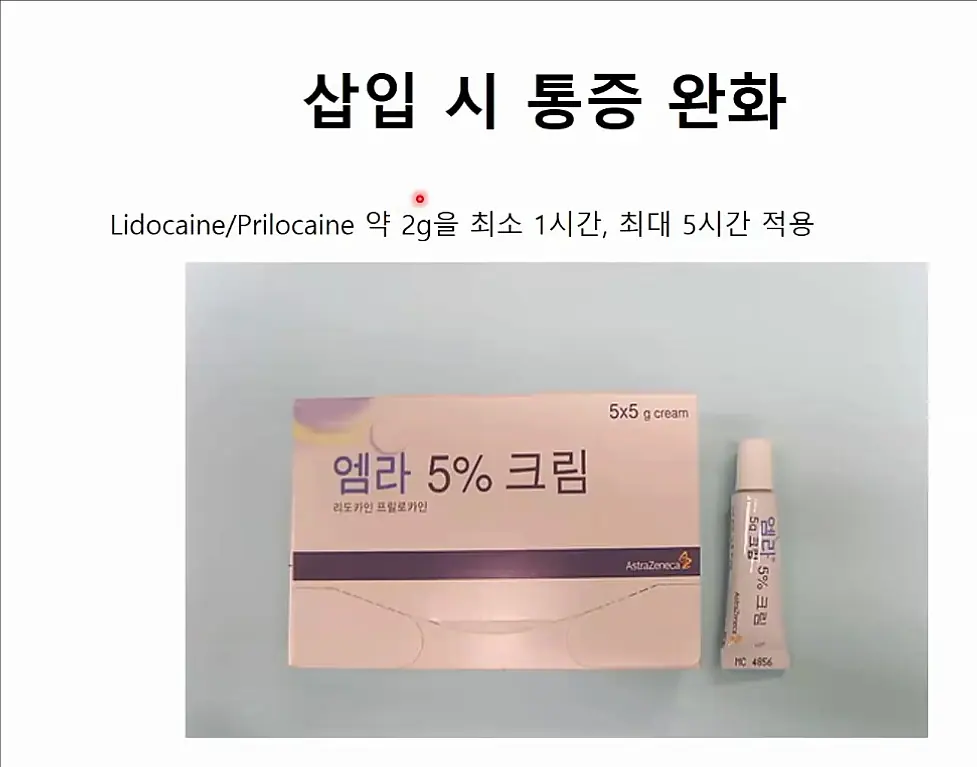 삽입 시 통증 완화
Lidocaine/Prilocaine 약 2g을 최소 1시간, 최대 5시간 적용
5x5 g cream
엠라 5% 크림
리도카인 프릴로카인
AstraZeneca
엠라 5% 크림
5g 크림
AstraZeneca
MC 4856